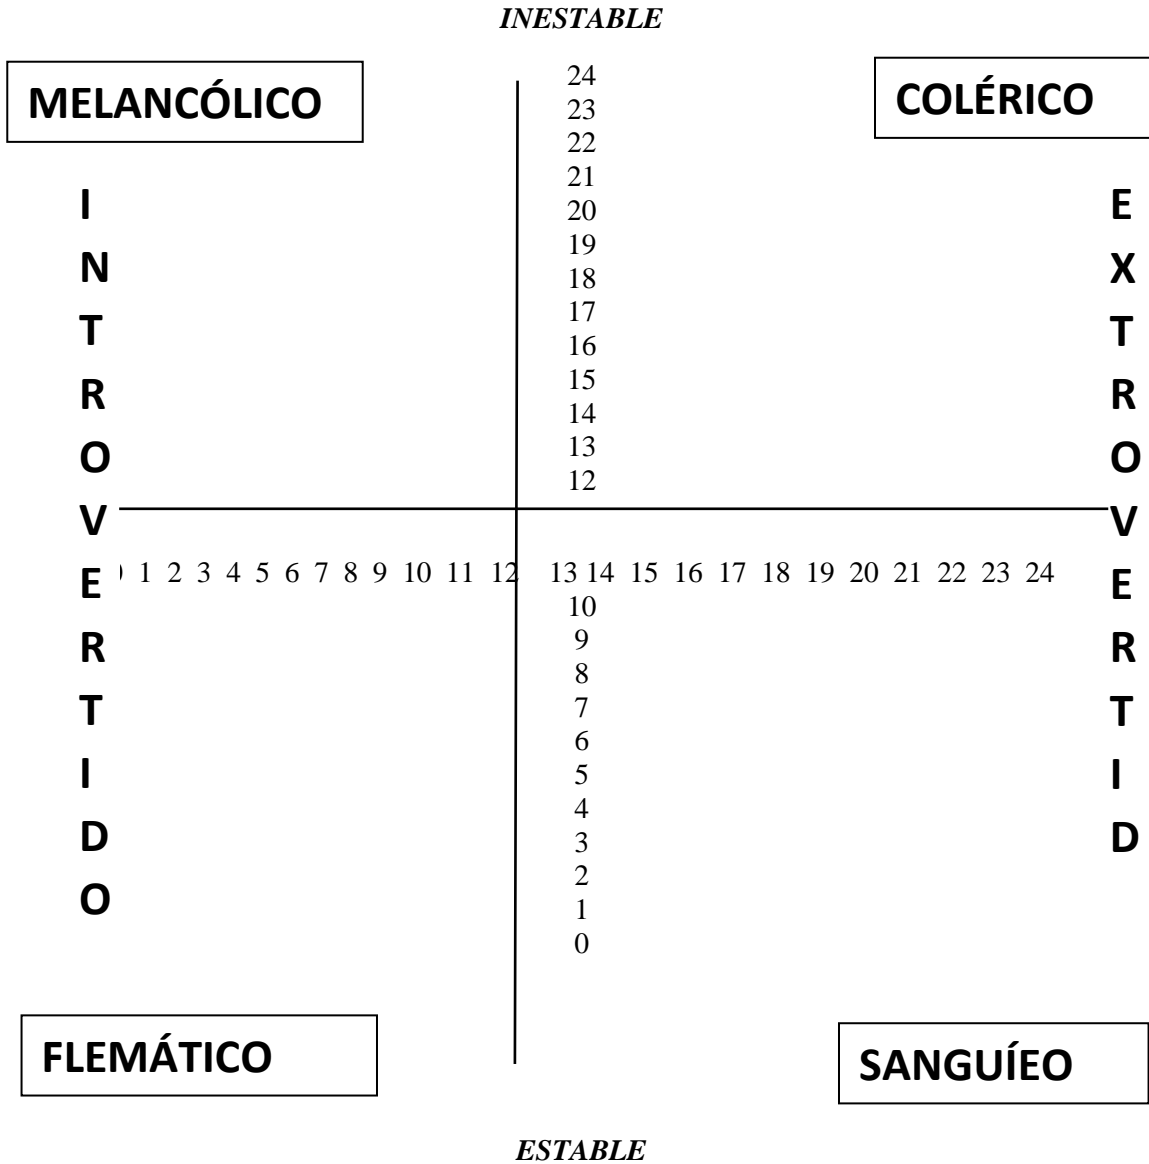 INESTABLE
MELANCÓLICO
COLÉRICO
24
23
22
21
20
19
18
17
16
15
14
13
12
I
N
T
R
O
V
E
R
T
I
D
O
E
X
T
R
O
V
E
R
T
I
D
1 2 3 4 5 6 7 8 9 10 11 12 13 14 15 16 17 18 19 20 21 22 23 24
10
9
8
7
6
5
4
3
2
1
0
FLEMÁTICO
SANGUÍEO
ESTABLE